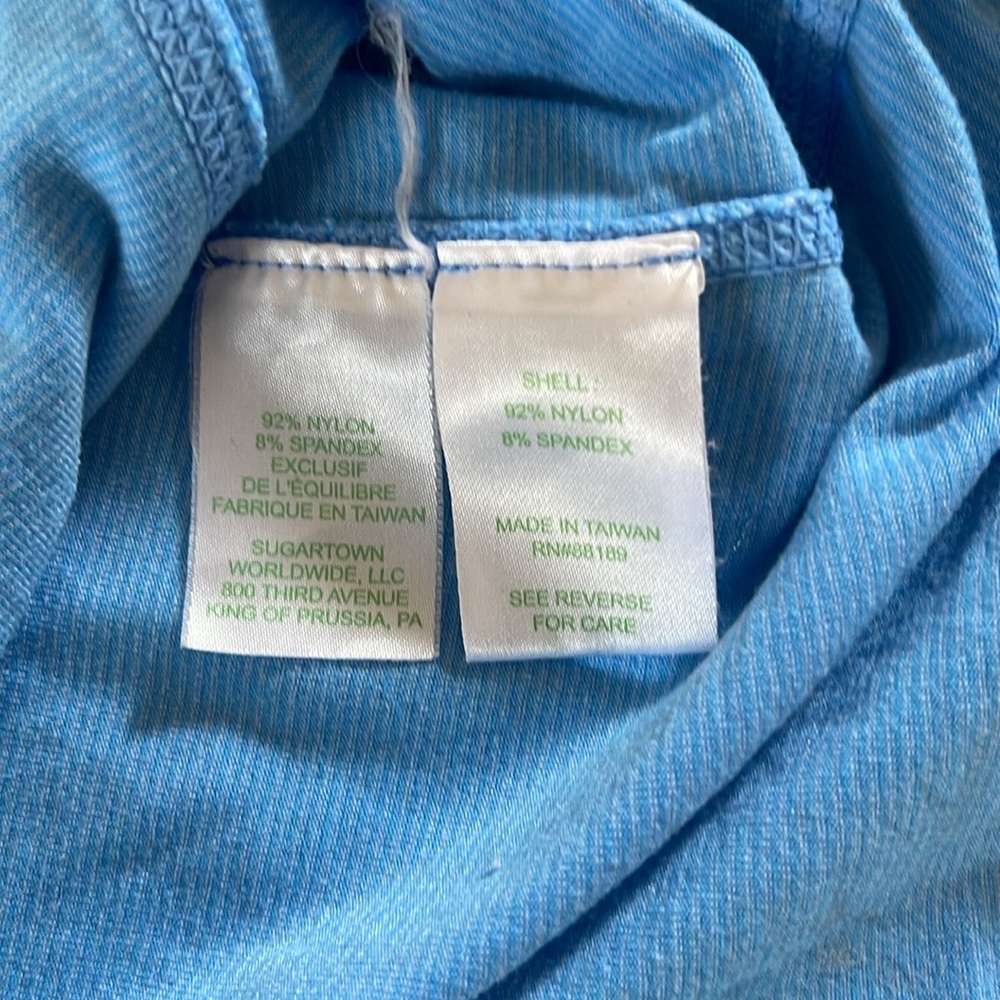 92% NYLON
8% SPANDEX
EXCLUSIF
DE L'ÉQUILIBRE
FABRIQUE EN TAIWAN
SUGARTOWN
WORLDWIDE, LLC
800 THIRD AVENUE
KING OF PRUSSIA, PA
SHELL:
92% NYLON
8% SPANDEX
MADE IN TAIWAN
RN#88189
SEE REVERSE
FOR CARE